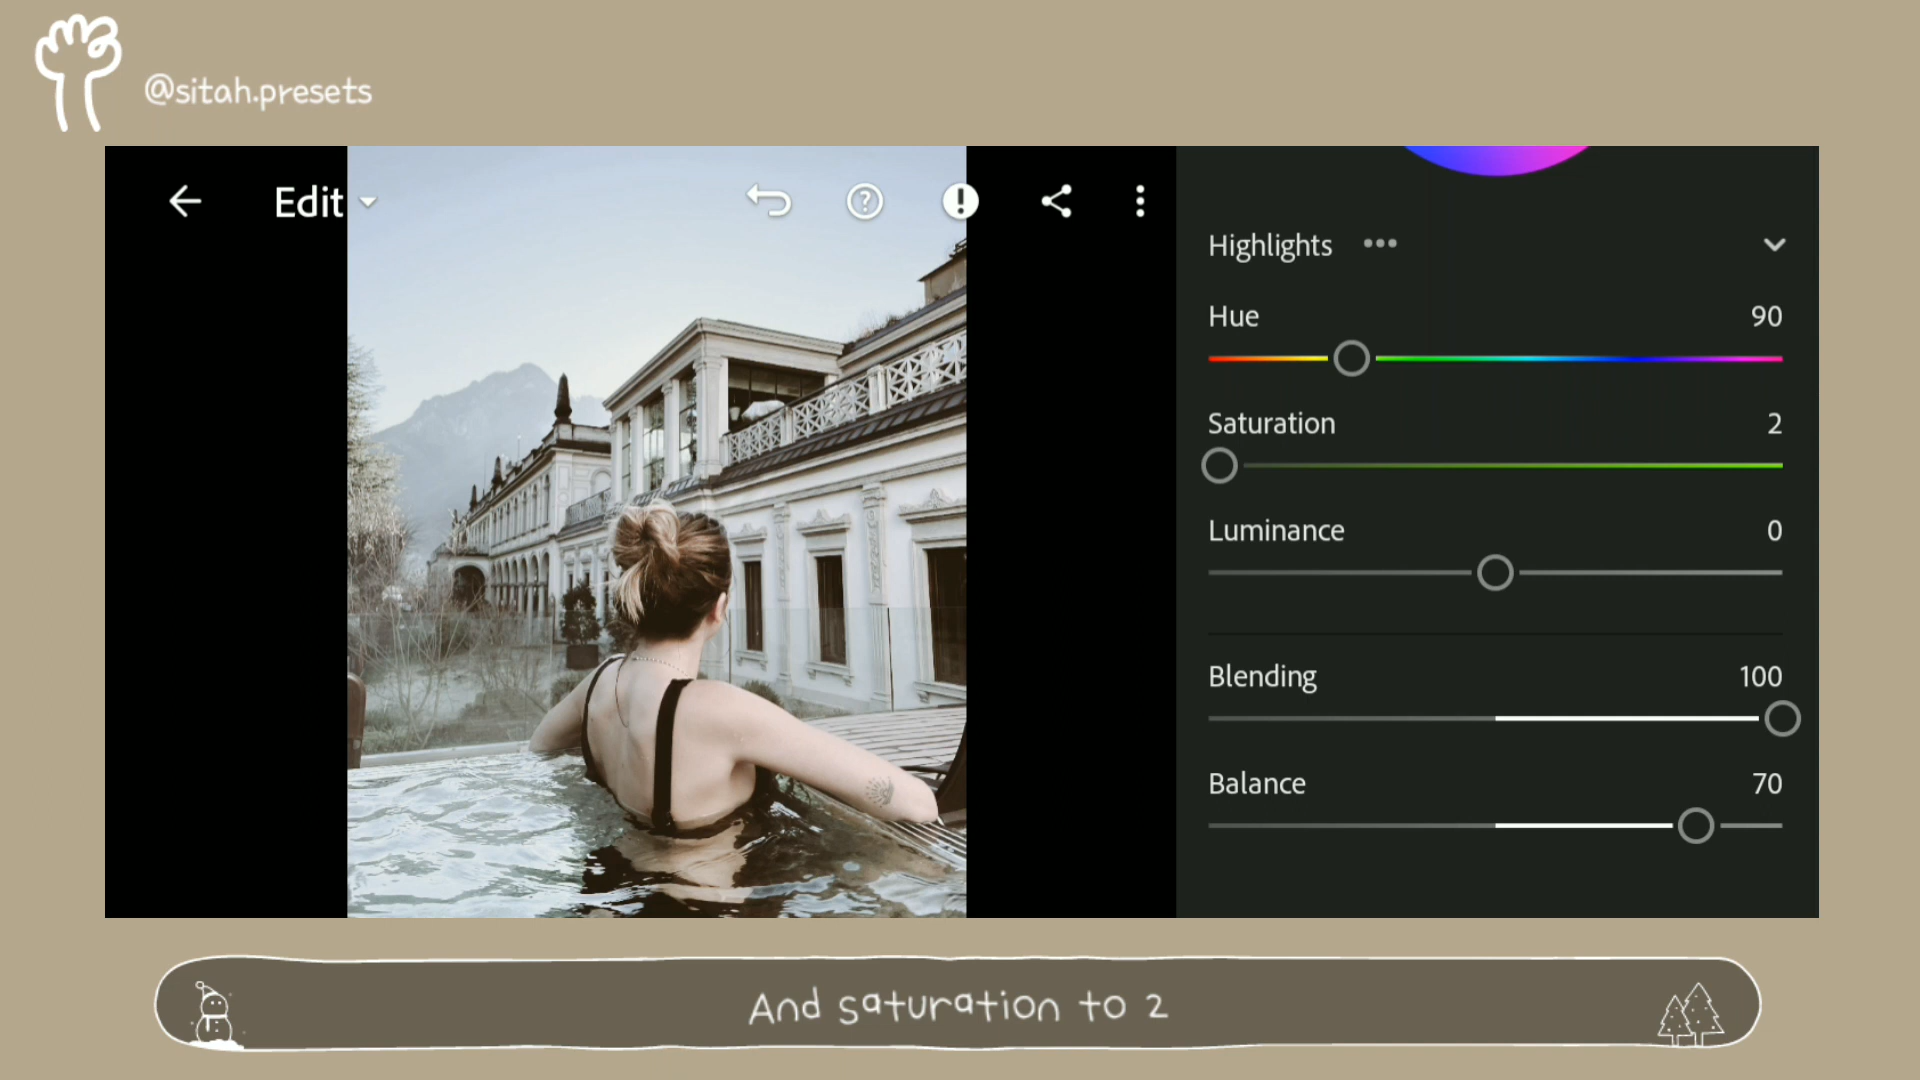 @sitah.presets
Edit
Highlights
Hue 90
Saturation 2
Luminance 0
Blending 100
Balance 70
And saturation to 2